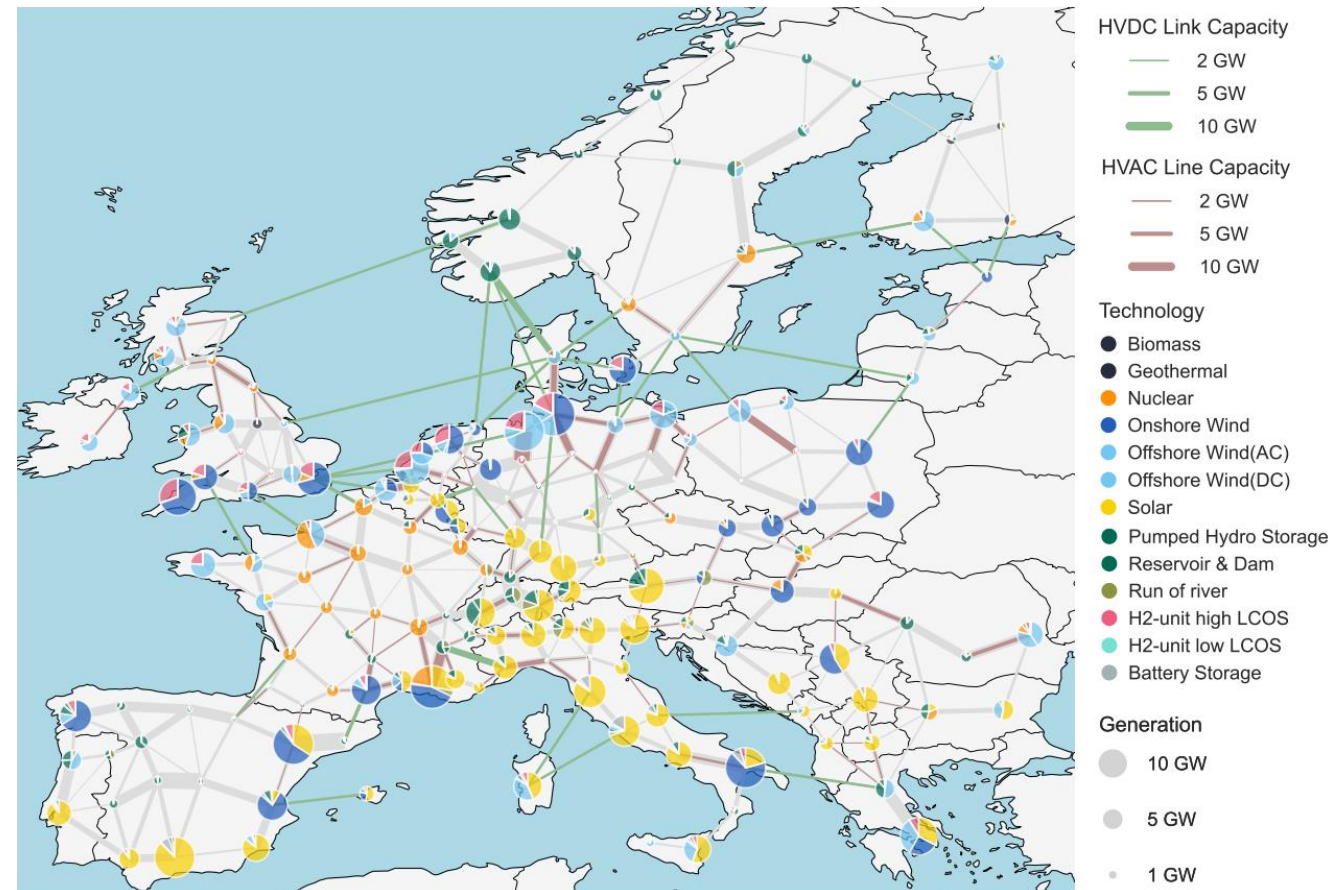 HVDC Link Capacity
2 GW
5 GW
10 GW
HVAC Line Capacity
2 GW
5 GW
10 GW
Technology
Biomass
Geothermal
Nuclear
Onshore Wind
Offshore Wind(AC)
Offshore Wind(DC)
Solar
Pumped Hydro Storage
Reservoir & Dam
Run of river
H2-unit high LCOS
H2-unit low LCOS
Battery Storage
Generation
10 GW
5 GW
1 GW